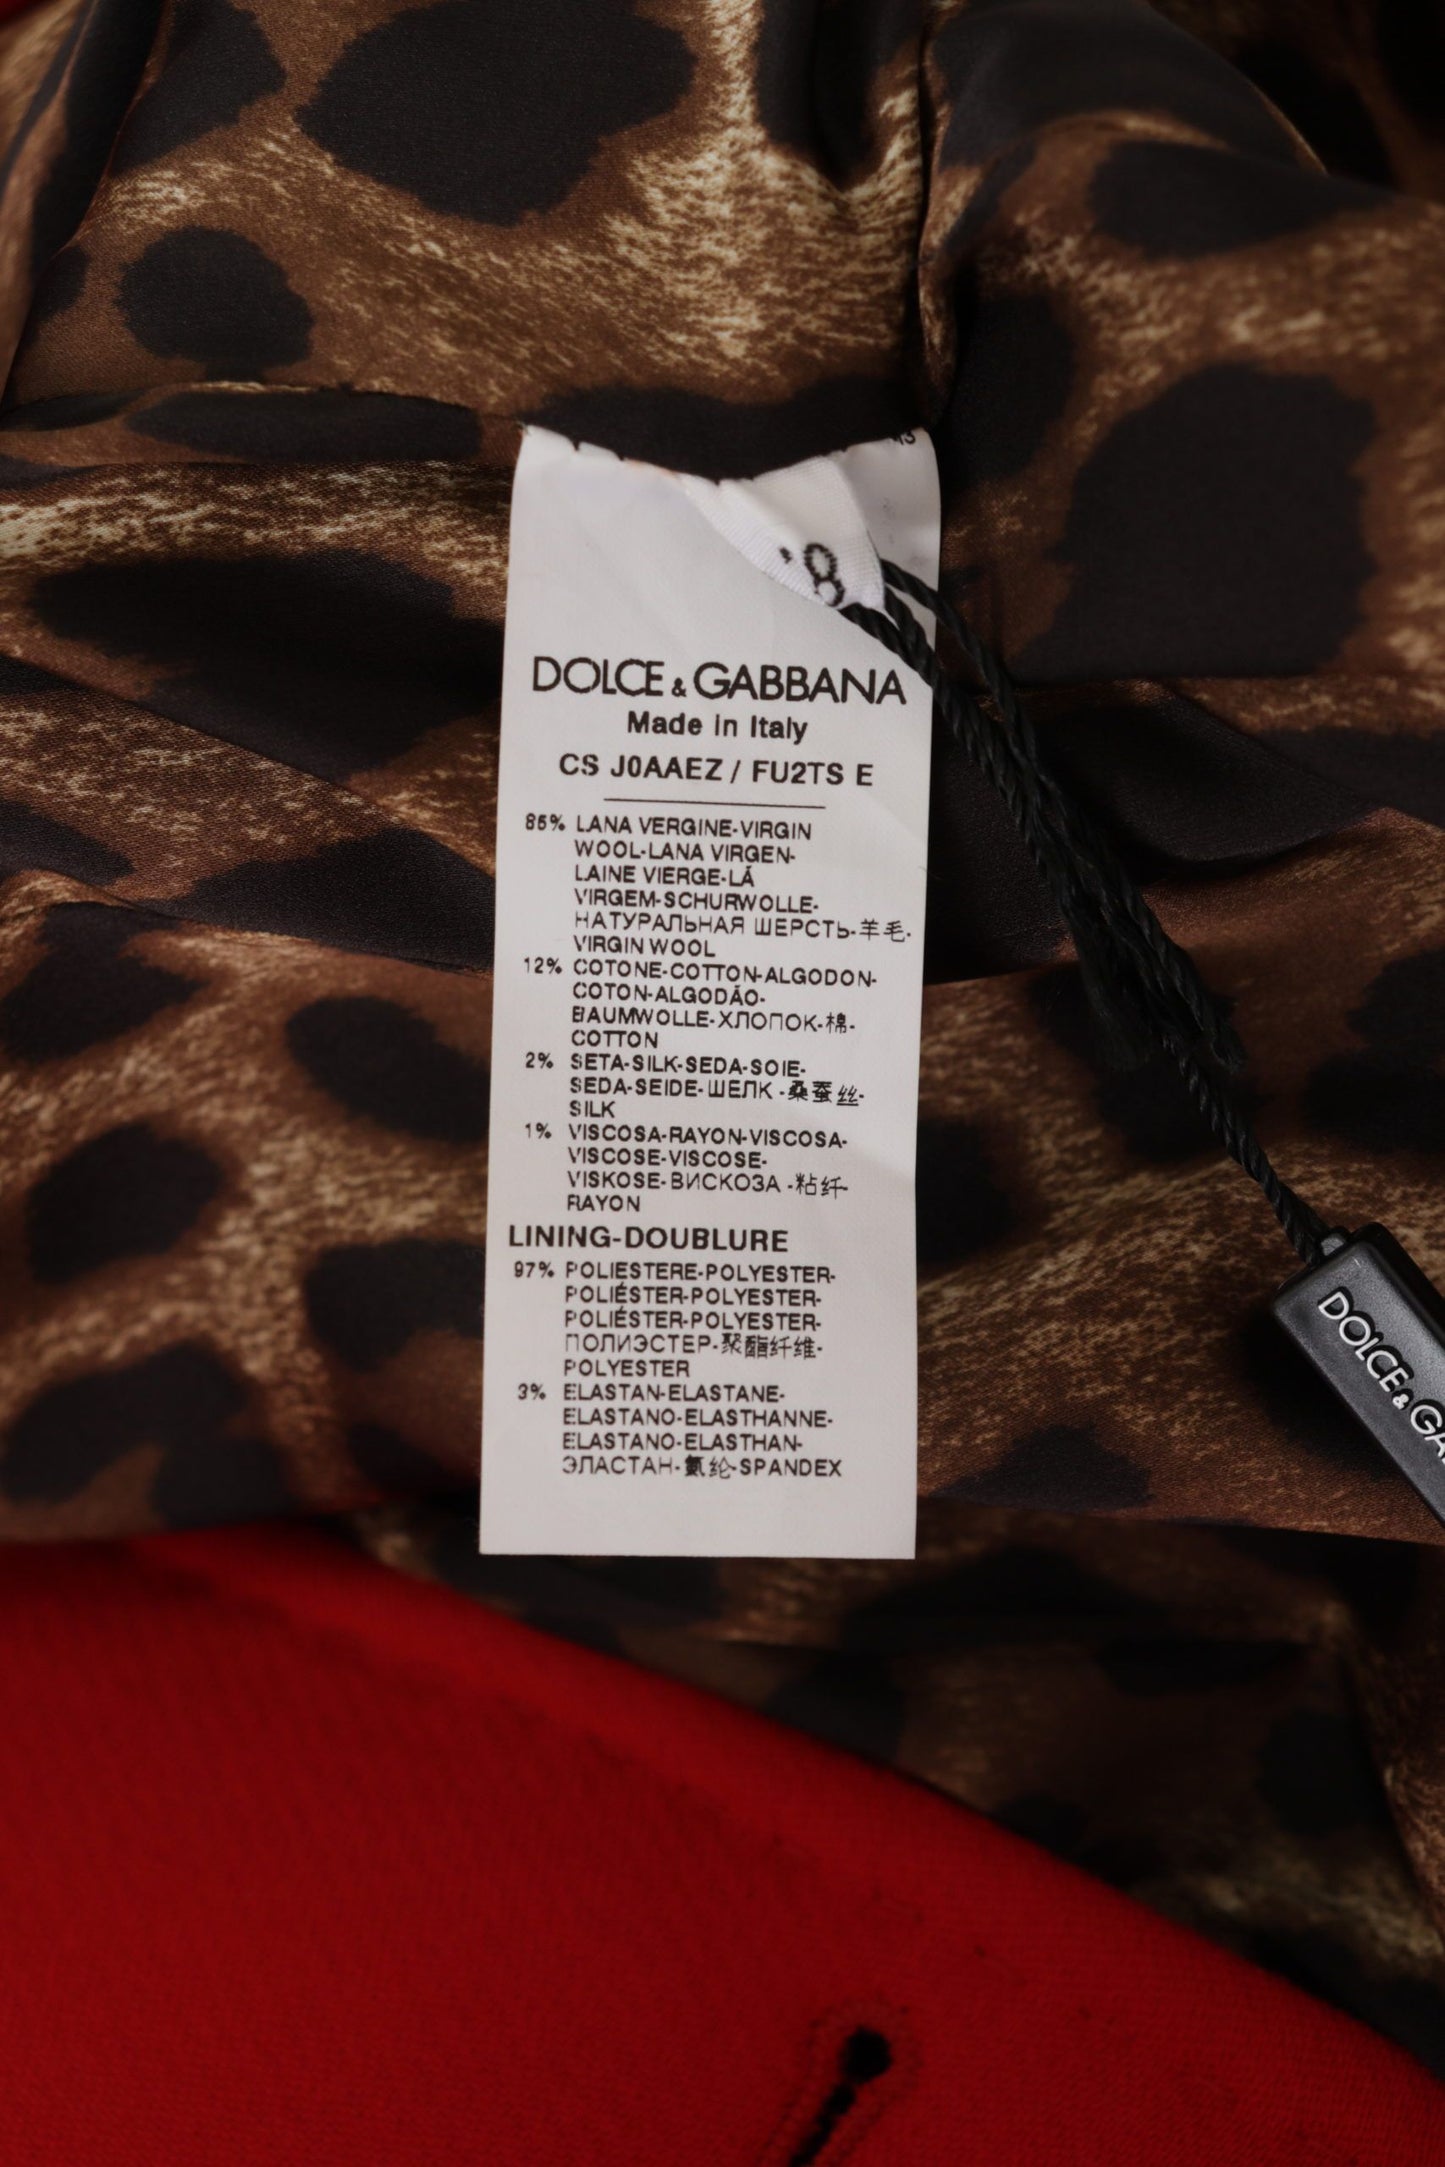 DOLCE & GABBANA
Made in Italy
CS J0AAEZ / FU2TS E
85% LANA VERGINE-VIRGIN
WOOL-LANA VIRGEN-
LAINE VIERGE-LÃ
VIRGEM-SCHURWOLLE-
НАТУРАЛЬНАЯ ШЕРСТЬ-羊毛-
VIRGIN WOOL
12% COTONE-COTTON-ALGODON-
COTON-ALGODÃO-
BAUMWOLLE-ХЛОПОК-棉-
COTTON
2% SETA-SILK-SEDA-SOIE-
SEDA-SEIDE-ШЕЛК -桑蚕丝-
SILK
1% VISCOSA-RAYON-VISCOSA-
VISCOSE-VISCOSE-
VISKOSE-ВИСКОЗА -粘纤-
RAYON
LINING-DOUBLURE
97% POLIESTERE-POLYESTER-
POLIÉSTER-POLYESTER-
POLIÉSTER-POLYESTER-
ПОЛИЭСТЕР-聚酯纤维-
POLYESTER
3% ELASTAN-ELASTANE-
ELASTANO-ELASTHANNE-
ELASTANO-ELASTHAN-
ЭЛАСТАН-氨纶-SPANDEX
DOLCE & GA